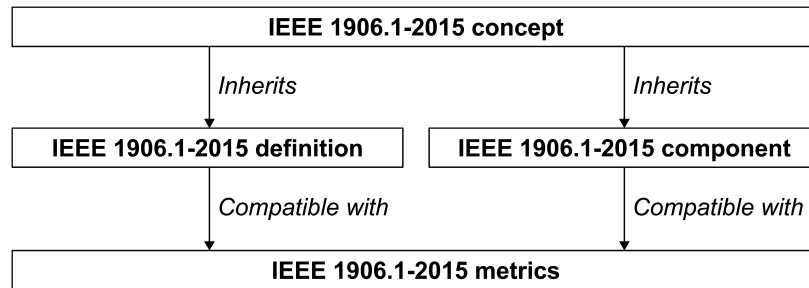 IEEE 1906.1-2015 concept
Inherits
Inherits
IEEE 1906.1-2015 definition
IEEE 1906.1-2015 component
Compatible with
Compatible with
IEEE 1906.1-2015 metrics